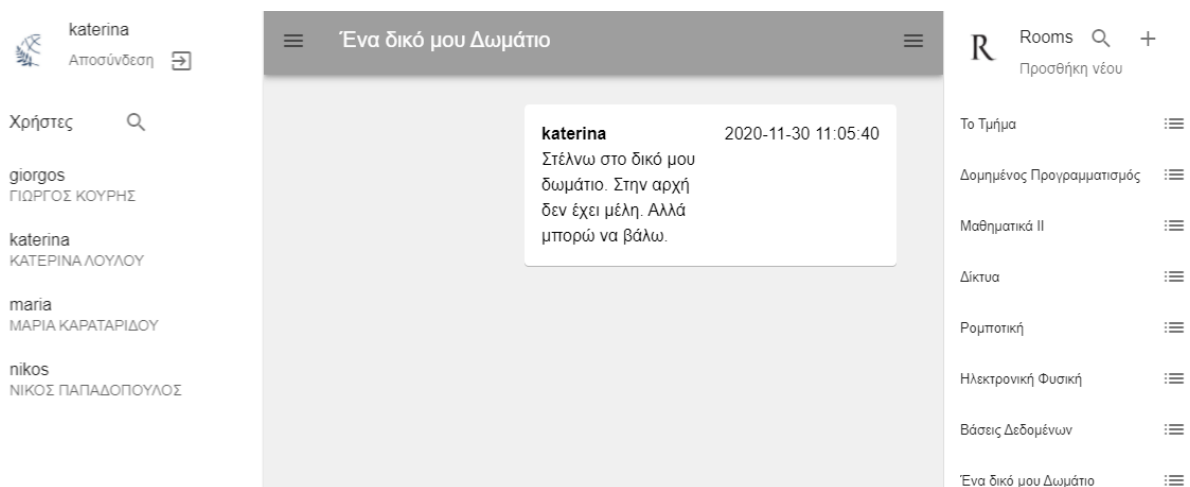 katerina
Αποσύνδεση
Χρήστες
giorgos
ΓΙΩΡΓΟΣ ΚΟΥΡΗΣ
katerina
ΚΑΤΕΡΙΝΑ ΛΟΥΛΟΥ
maria
ΜΑΡΙΑ ΚΑΡΑΤΑΡΙΔΟΥ
nikos
ΝΙΚΟΣ ΠΑΠΑΔΟΠΟΥΛΟΣ
Ένα δικό μου Δωμάτιο
katerina 2020-11-30 11:05:40
Στέλνω στο δικό μου
δωμάτιο. Στην αρχή
δεν έχει μέλη. Αλλά
μπορώ να βάλω.
R
Rooms
Προσθήκη νέου
Το Τμήμα
Δομημένος Προγραμματισμός
Μαθηματικά ΙΙ
Δίκτυα
Ρομποτική
Ηλεκτρονική Φυσική
Βάσεις Δεδομένων
Ένα δικό μου Δωμάτιο